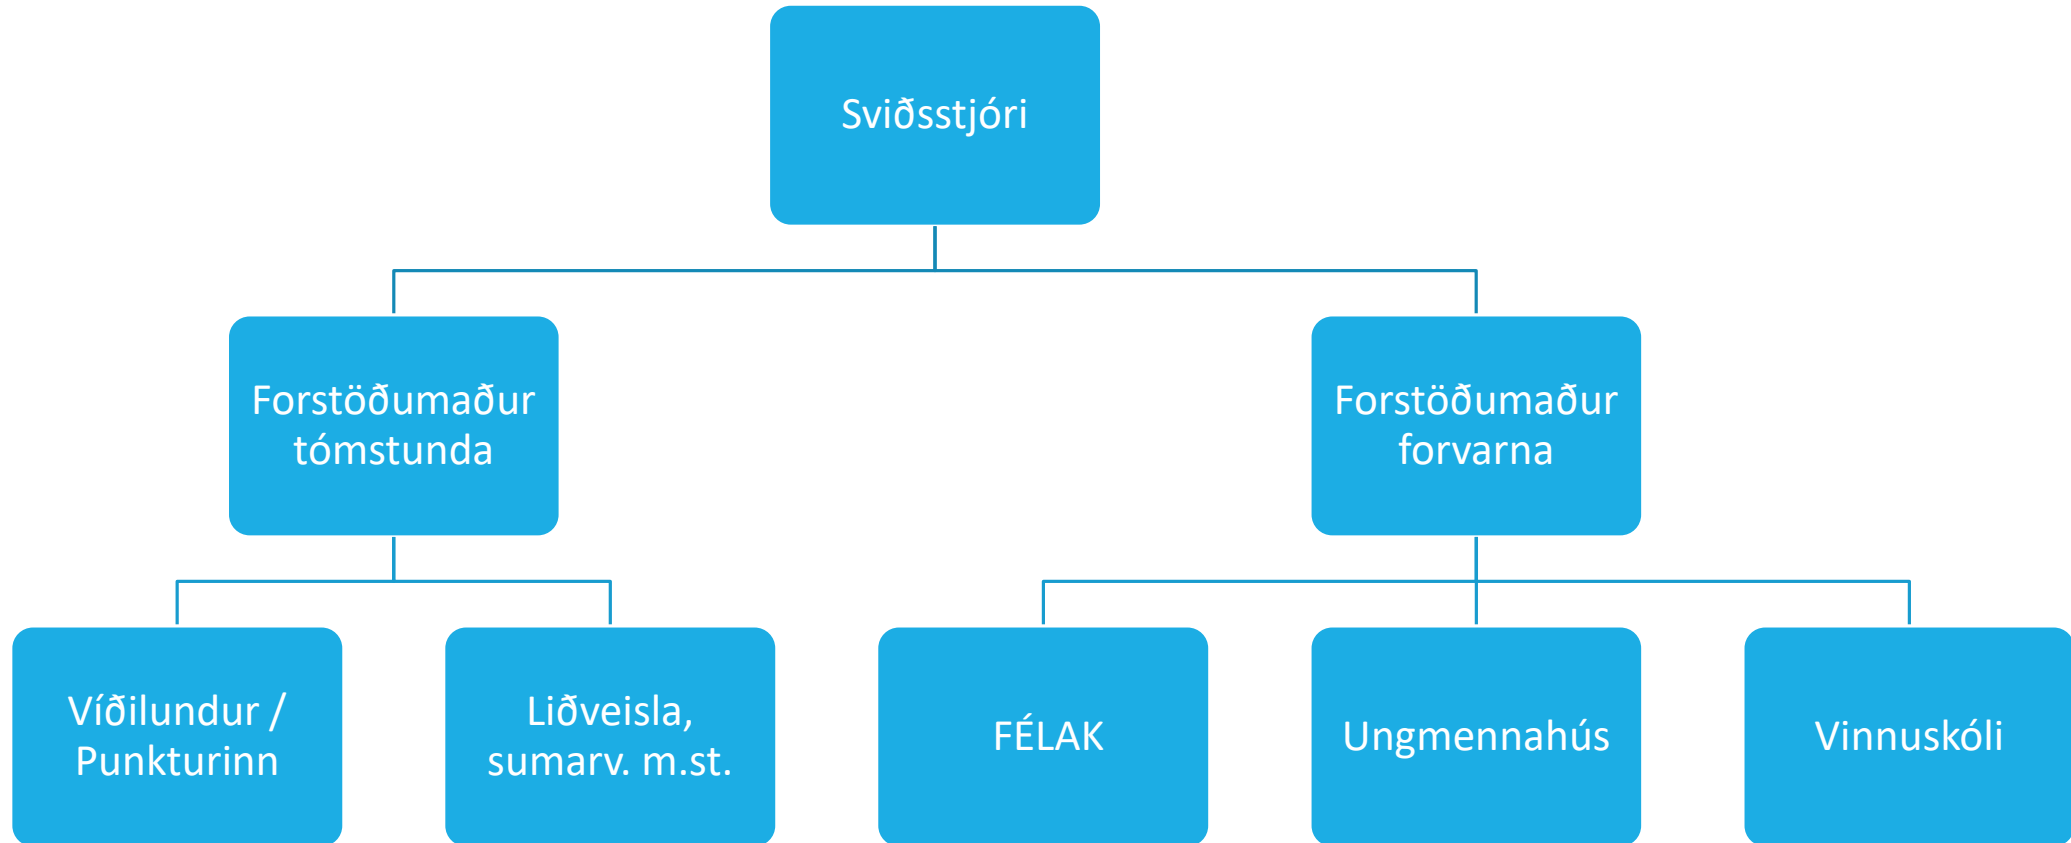 Sviðsstjóri
Forstöðumaður
tómstunda
Forstöðumaður
forvarna
Víðilundur /
Punkturinn
Liðveisla,
sumarv. m.st.
FÉLAK
Ungmennahús
Vinnuskóli